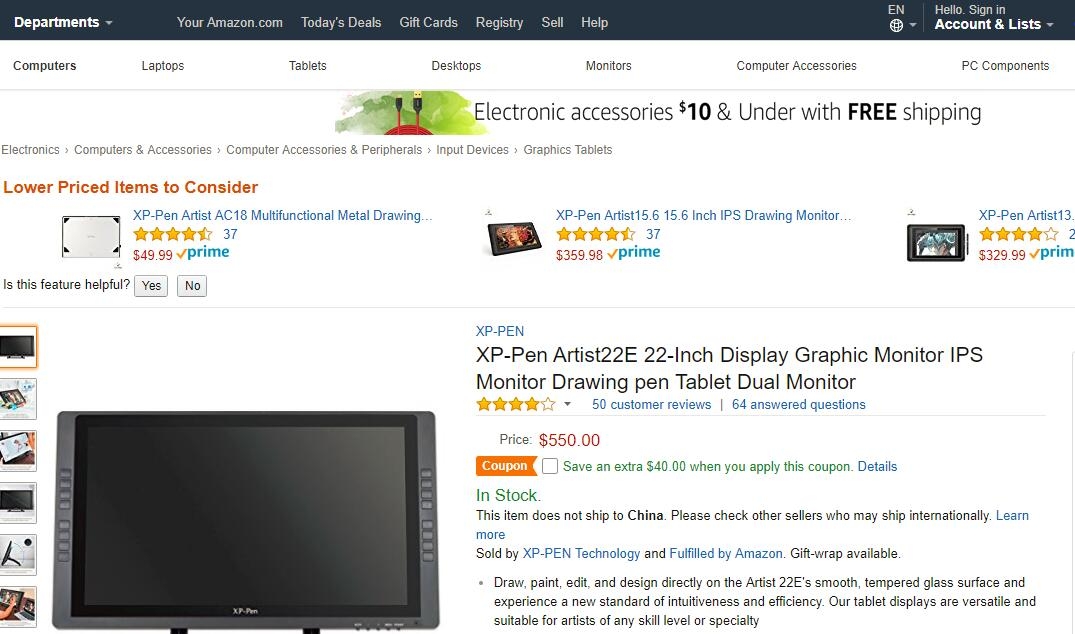 Departments
Your Amazon.com Today's Deals Gift Cards Registry Sell Help
EN
Hello. Sign in
Account & Lists
Computers Laptops Tablets Desktops Monitors Computer Accessories PC Components
Electronic accessories $10 & Under with FREE shipping
Electronics › Computers & Accessories › Computer Accessories & Peripherals › Input Devices › Graphics Tablets
Lower Priced Items to Consider
XP-Pen Artist AC18 Multifunctional Metal Drawing...
37
$49.99 prime
XP-Pen Artist15.6 15.6 Inch IPS Drawing Monitor...
37
$359.98 prime
XP-Pen Artist13.
2
$329.99 prim
Is this feature helpful? Yes No
XP-PEN
XP-Pen Artist22E 22-Inch Display Graphic Monitor IPS
Monitor Drawing pen Tablet Dual Monitor
50 customer reviews | 64 answered questions
Price: $550.00
Coupon Save an extra $40.00 when you apply this coupon. Details
In Stock.
This item does not ship to China. Please check other sellers who may ship internationally. Learn
more
Sold by XP-PEN Technology and Fulfilled by Amazon. Gift-wrap available.
• Draw, paint, edit, and design directly on the Artist 22E's smooth, tempered glass surface and
experience a new standard of intuitiveness and efficiency. Our tablet displays are versatile and
suitable for artists of any skill level or specialty
XP-Pen